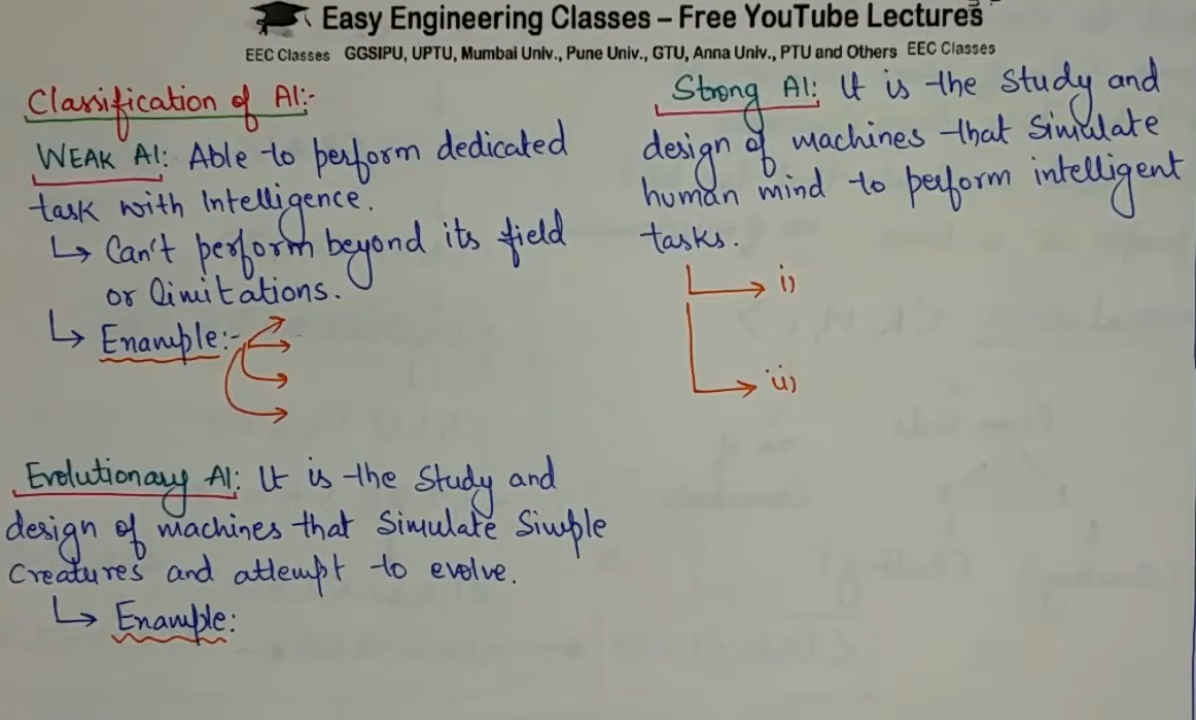 Easy Engineering Classes – Free YouTube Lectures
EEC Classes GGSIPU, UPTU, Mumbai Univ., Pune Univ., GTU, Anna Univ., PTU and Others EEC Classes
Classification of AI:-
WEAK AI: Able to perform dedicated
task with Intelligence.
↳ Can't perform beyond its field
or limitations.
↳ Example:-
Evolutionary AI: It is the Study and
design of machines that Simulate Simple
Creatures and attempt to evolve.
↳ Example:
Strong AI: It is the Study and
design of machines that Simulate
human mind to perform intelligent
tasks.
i)
ii)